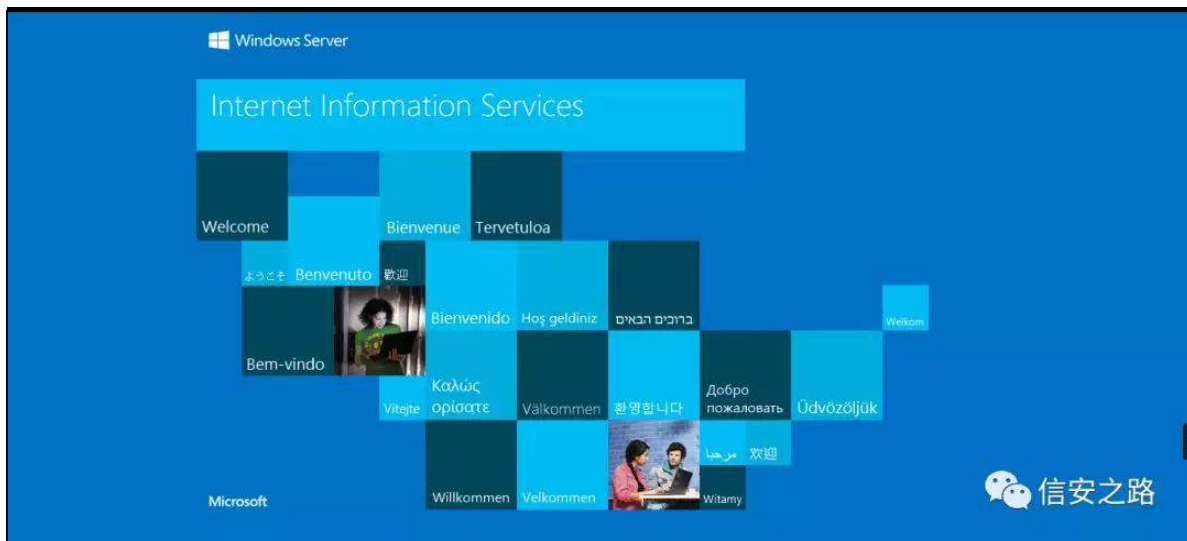 Windows Server
Internet Information Services
Welcome
Bienvenue
Tervetuloa
ようこそ
Benvenuto
歡迎
Bem-vindo
Bienvenido
Hoş geldiniz
ברוכים הבאים
Welkom
Vítejte
Καλώς
ορίσατε
Välkommen
환영합니다
Добро
пожаловать
Üdvözöljük
Willkommen
Velkommen
مرحبا
欢迎
Witamy
Microsoft
信安之路